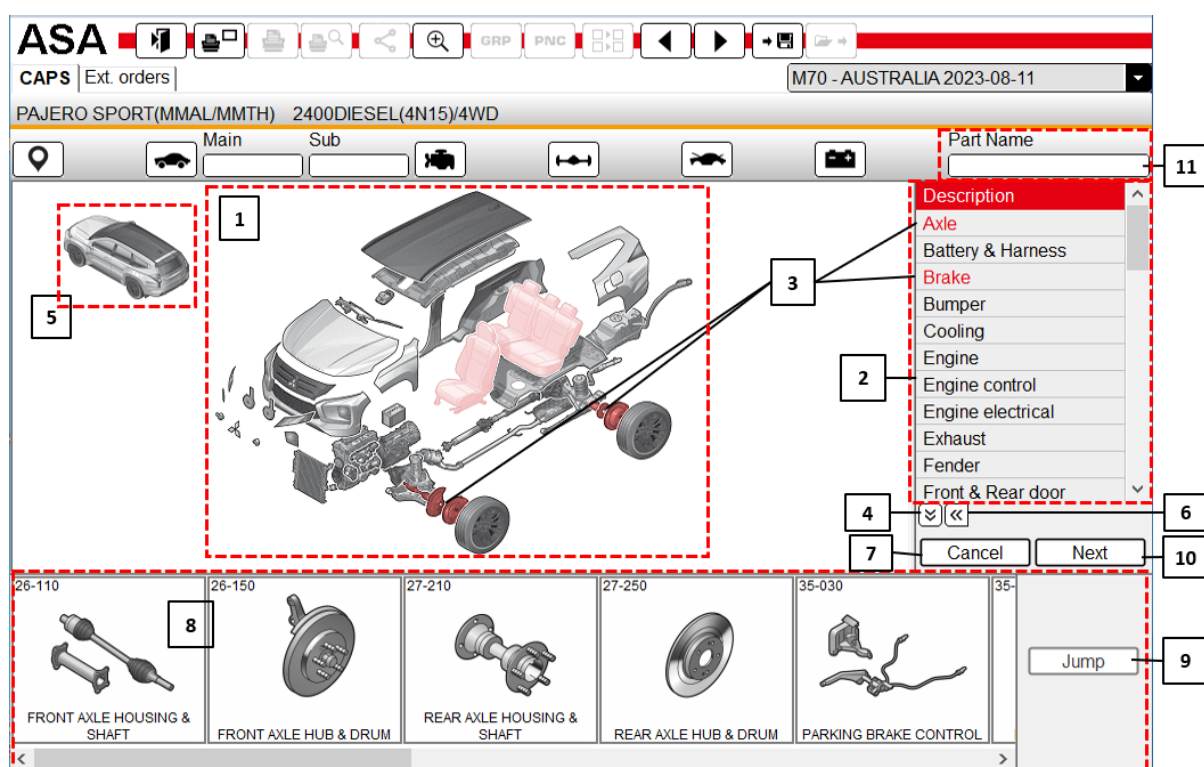 ASA
GRP PNC
CAPS Ext. orders
M70 - AUSTRALIA 2023-08-11
PAJERO SPORT(MMAL/MMTH) 2400DIESEL(4N15)/4WD
Main Sub
Part Name
11
1
Description
Axle
Battery & Harness
3
Brake
5
Bumper
Cooling
Engine
2
Engine control
Engine electrical
Exhaust
Fender
Front & Rear door
4
6
7
Cancel Next
10
26-110 26-150 27-210 27-250 35-030 35-
8
Jump
9
FRONT AXLE HOUSING &
SHAFT
FRONT AXLE HUB & DRUM
REAR AXLE HOUSING &
SHAFT
REAR AXLE HUB & DRUM
PARKING BRAKE CONTROL